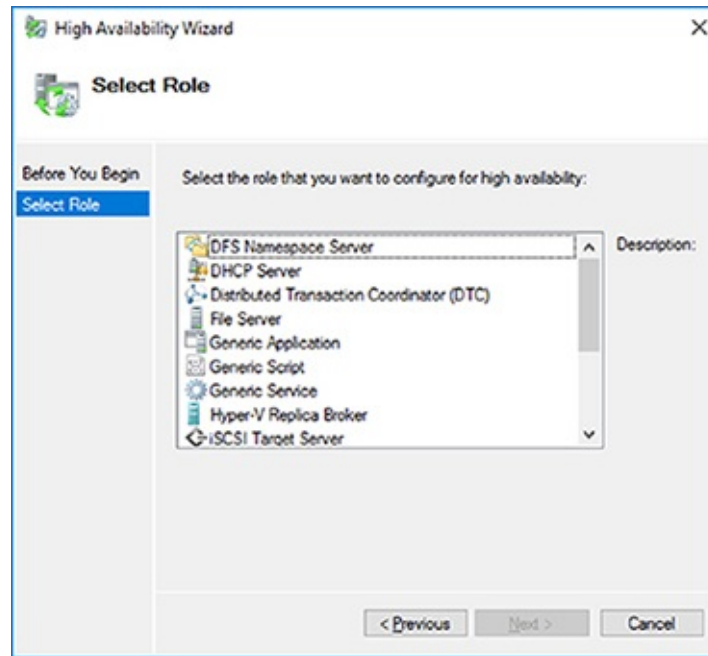 High Availability Wizard
Select Role
Before You Begin
Select Role
Select the role that you want to configure for high availability:
DFS Namespace Server
DHCP Server
Distributed Transaction Coordinator (DTC)
File Server
Generic Application
Generic Script
Generic Service
Hyper-V Replica Broker
iSCSI Target Server
Description:
< Previous
Next >
Cancel